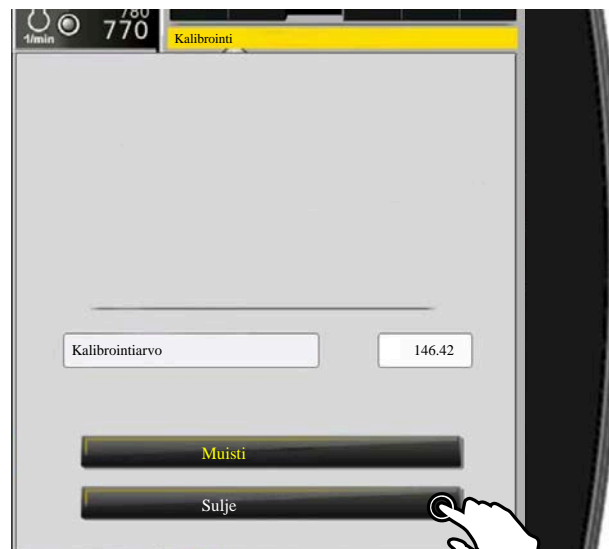 780
1/min 770
Kalibrointi
Kalibrointiarvo 146.42
Muisti
Sulje